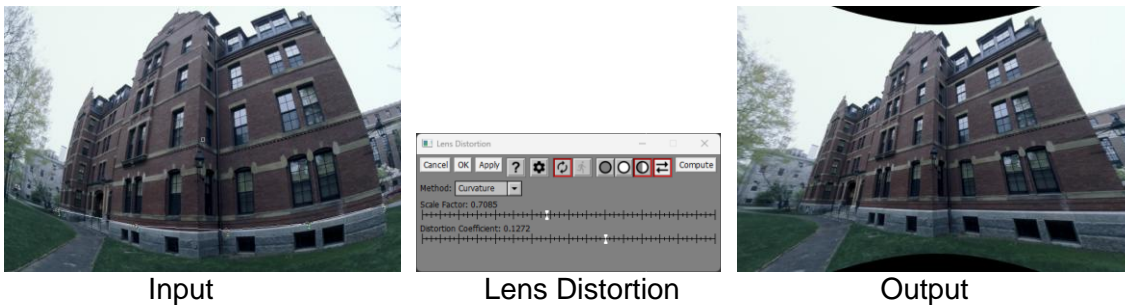 Lens Distortion
Cancel OK Apply ? Compute
Method: Curvature
Scale Factor: 0.7085
Distortion Coefficient: 0.1272
Input Lens Distortion Output